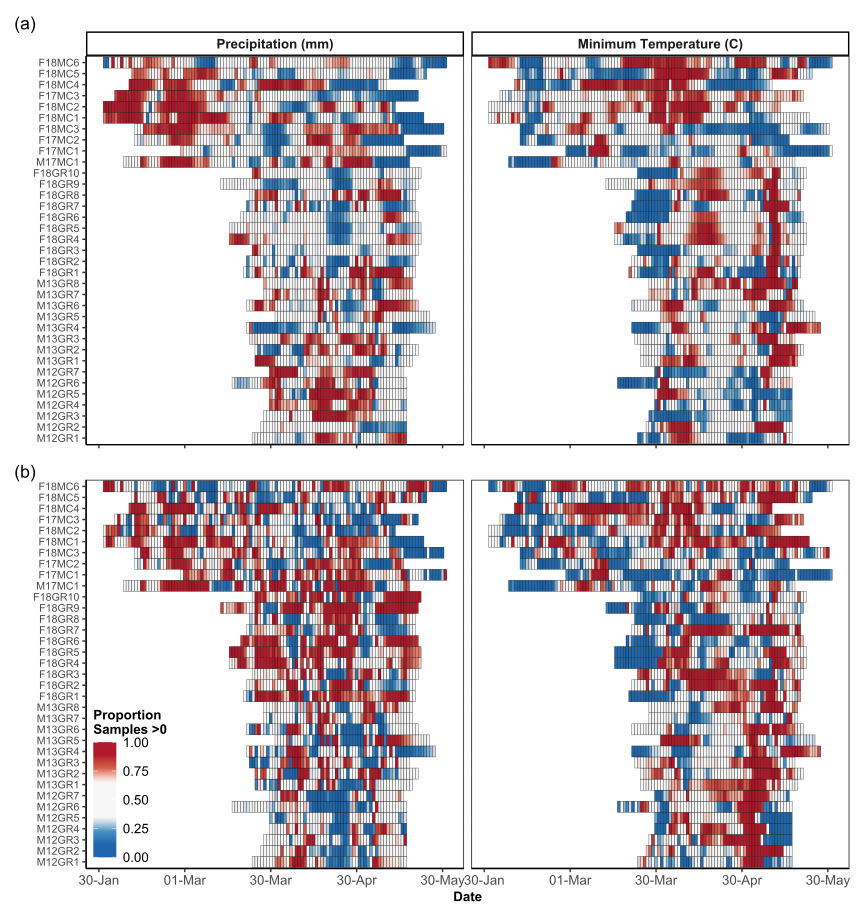 (a)
Precipitation (mm) Minimum Temperature (C)
F18MC6
F18MC5
F18MC4
F17MC3
F18MC2
F18MC1
F18MC3
F17MC2
F17MC1
M17MC1
F18GR10
F18GR9
F18GR8
F18GR7
F18GR6
F18GR5
F18GR4
F18GR3
F18GR2
F18GR1
M13GR8
M13GR7
M13GR6
M13GR5
M13GR4
M13GR3
M13GR2
M13GR1
M12GR7
M12GR6
M12GR5
M12GR4
M12GR3
M12GR2
M12GR1
(b)
F18MC6
F18MC5
F18MC4
F17MC3
F18MC2
F18MC1
F18MC3
F17MC2
F17MC1
M17MC1
F18GR10
F18GR9
F18GR8
F18GR7
F18GR6
F18GR5
F18GR4
F18GR3
F18GR2
F18GR1
M13GR8
M13GR7
M13GR6
M13GR5
M13GR4
M13GR3
M13GR2
M13GR1
M12GR7
M12GR6
M12GR5
M12GR4
M12GR3
M12GR2
M12GR1
Proportion
Samples >0
1.00
0.75
0.50
0.25
0.00
30-Jan 01-Mar 30-Mar 30-Apr 30-May 30-Jan 01-Mar 30-Mar 30-Apr 30-May
Date